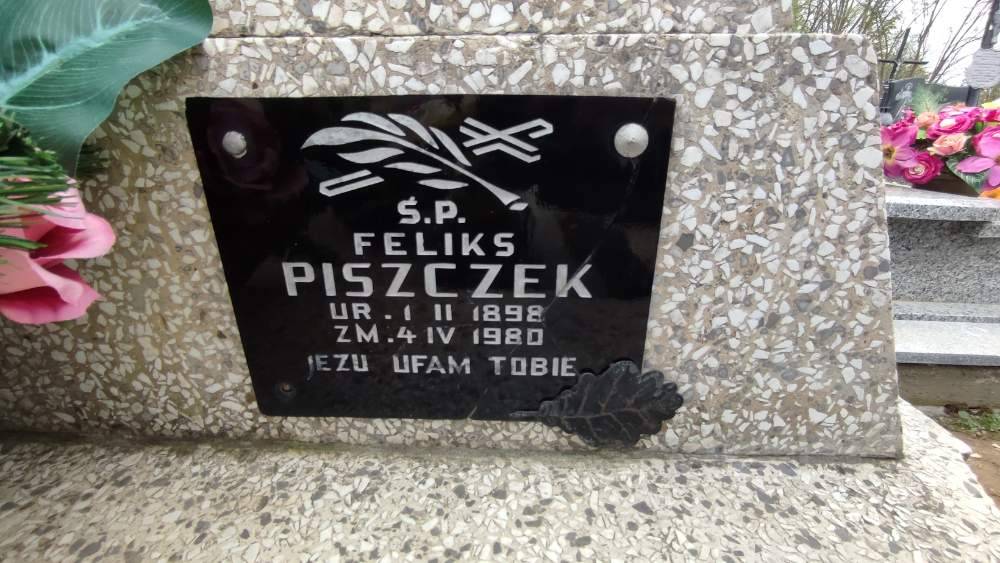 Ś.P.
FELIKS
PISZCZEK
UR. 1 II 1898
ZM. 4 IV 1980
JEZU UFAM TOBIE